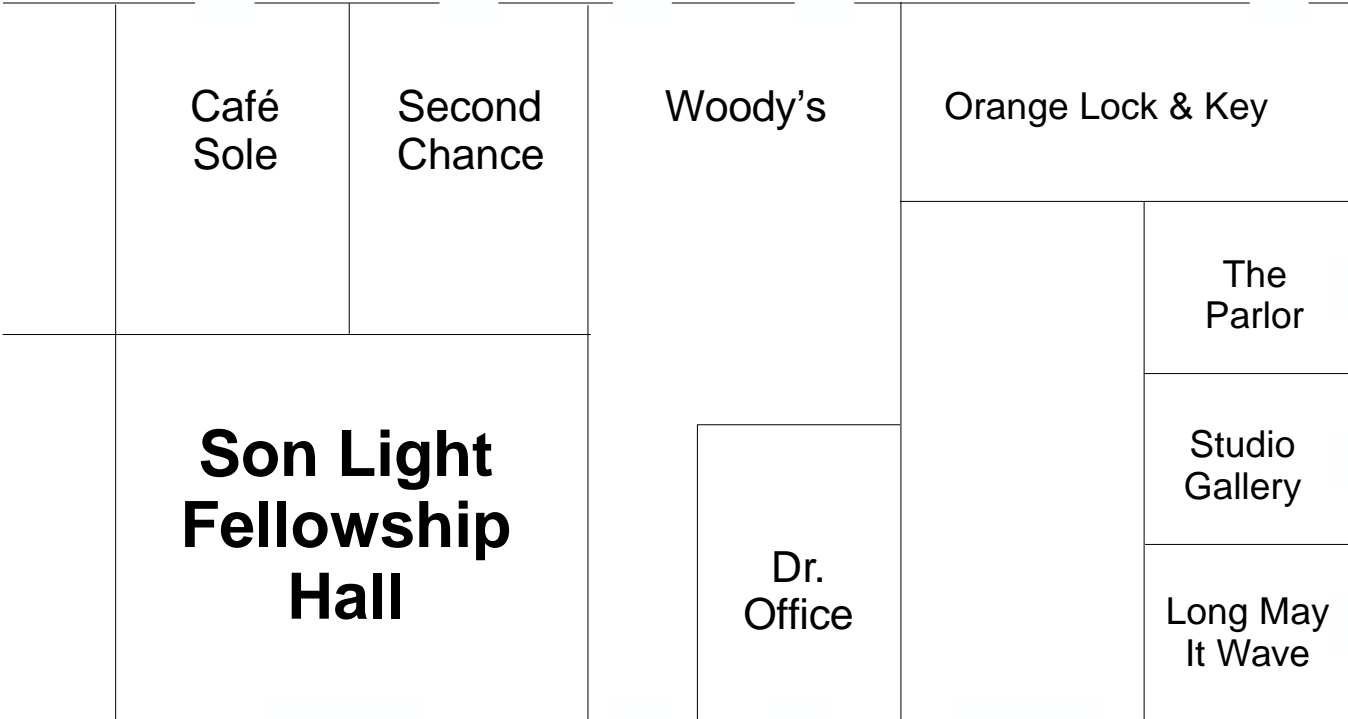 Café
Sole
Second
Chance
Woody’s
Orange Lock & Key
The
Parlor
Studio
Gallery
Son Light
Fellowship
Hall
Dr.
Office
Long May
It Wave